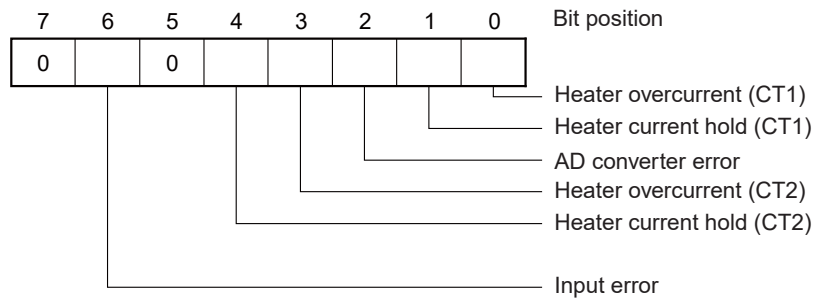 7 6 5 4 3 2 1 0 Bit position
0 0
Heater overcurrent (CT1)
Heater current hold (CT1)
AD converter error
Heater overcurrent (CT2)
Heater current hold (CT2)
Input error